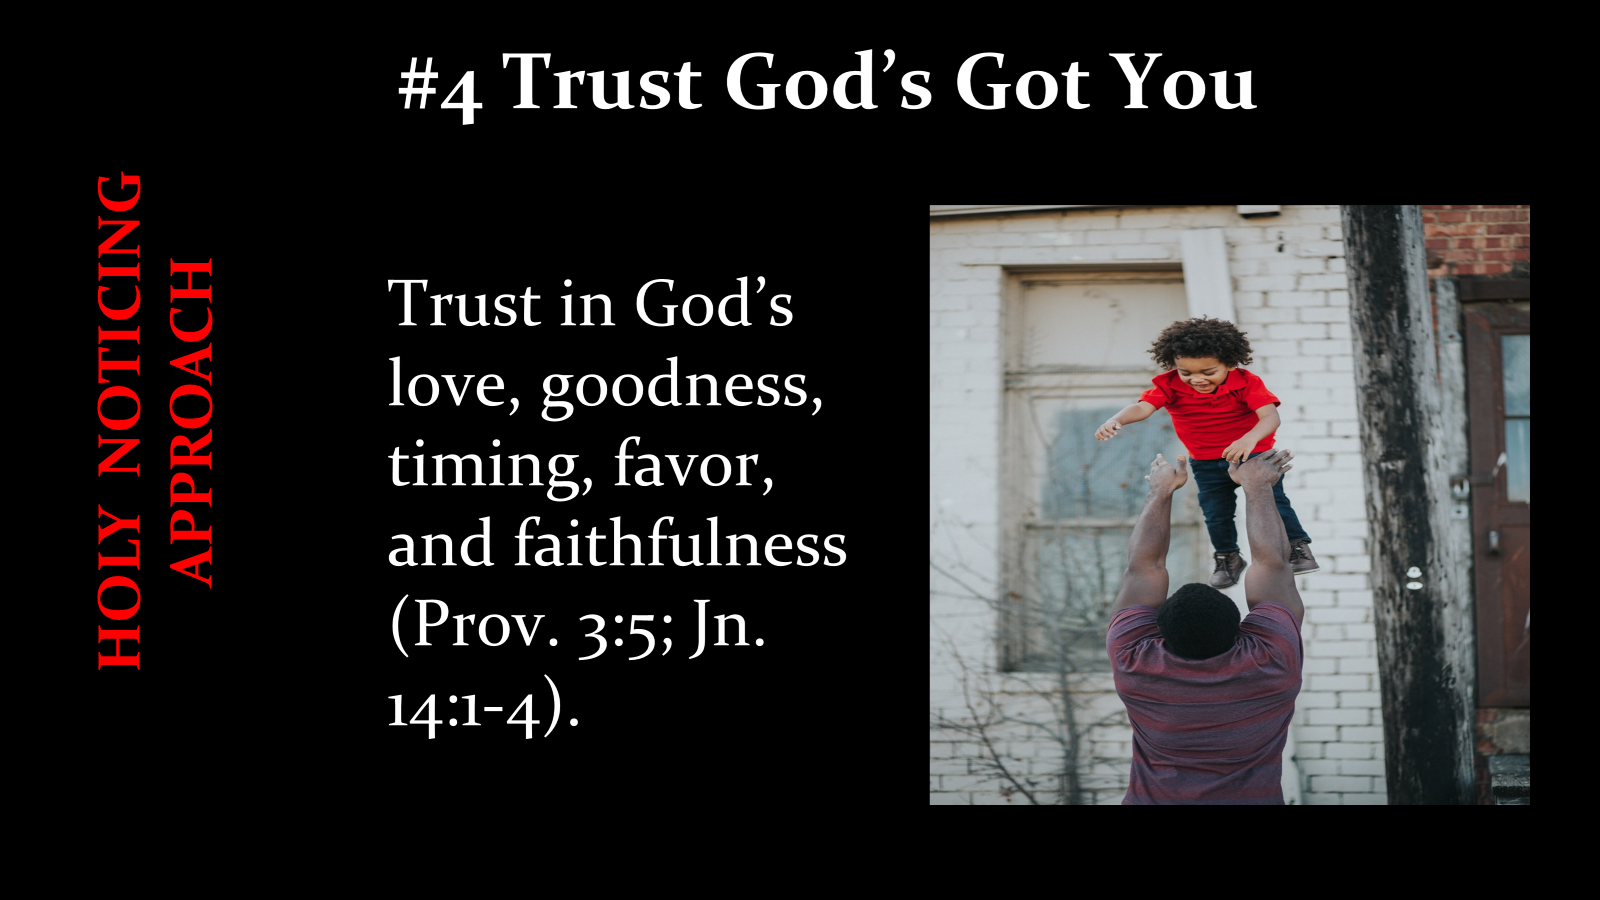 #4 Trust God’s Got You
HOLY NOTICING
APPROACH
Trust in God’s
love, goodness,
timing, favor,
and faithfulness
(Prov. 3:5; Jn.
14:1-4).